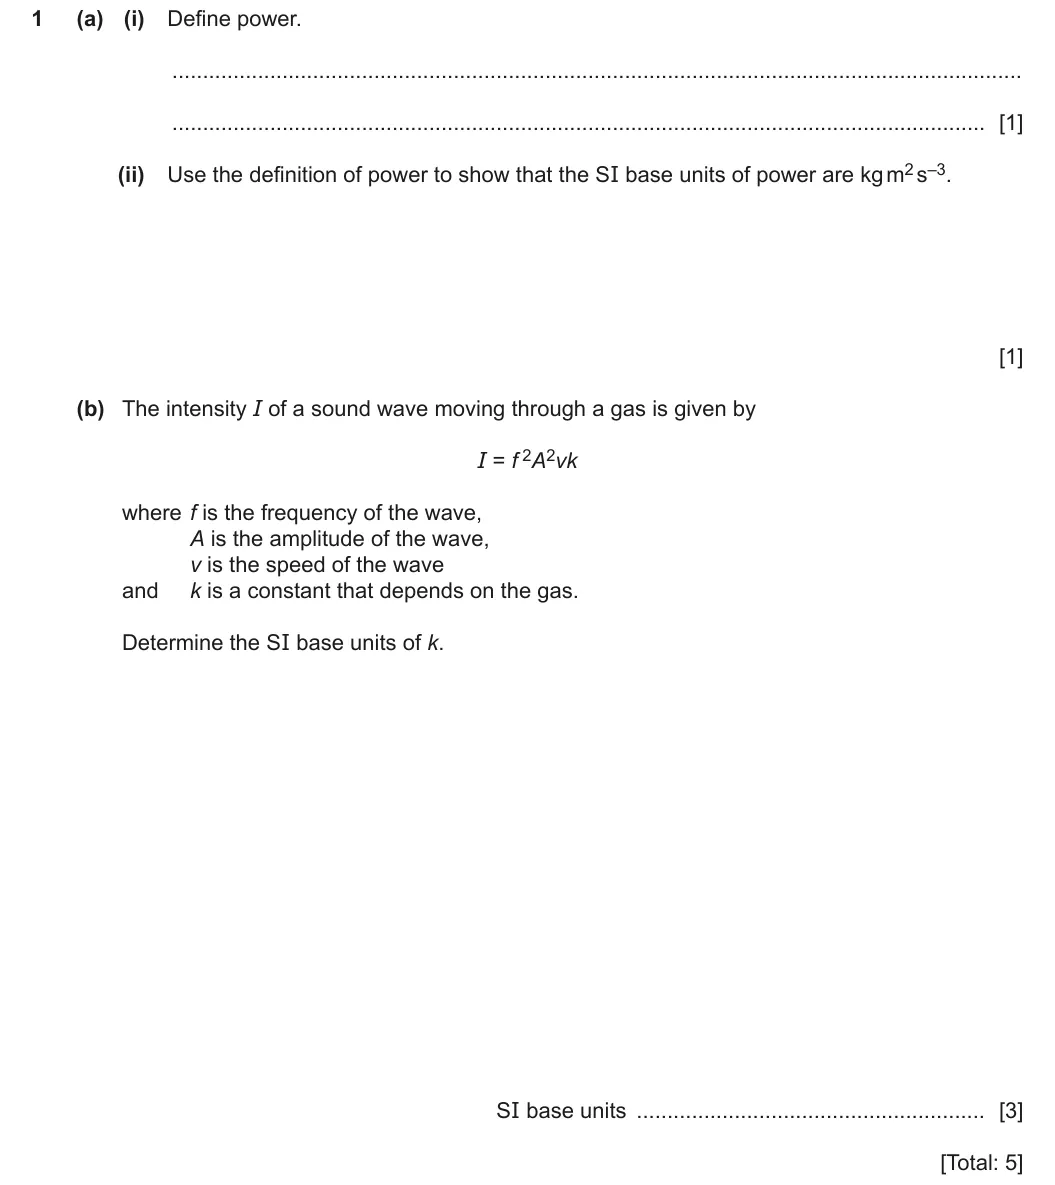 1 (a) (i) Define power.
..........................................................................................................................................
.................................................................................................................................... [1]
(ii) Use the definition of power to show that the SI base units of power are kg m² s⁻³.
[1]
(b) The intensity I of a sound wave moving through a gas is given by
I = f²A²vk
where f is the frequency of the wave,
A is the amplitude of the wave,
v is the speed of the wave
and k is a constant that depends on the gas.
Determine the SI base units of k.
SI base units ......................................................... [3]
[Total: 5]